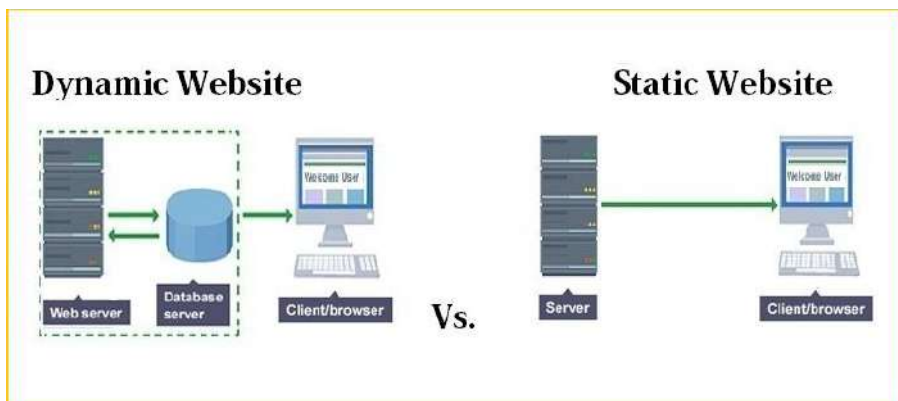 Dynamic Website
Static Website
Welcome User
Welcome User
Web server
Database
server
Client/browser
Vs.
Server
Client/browser